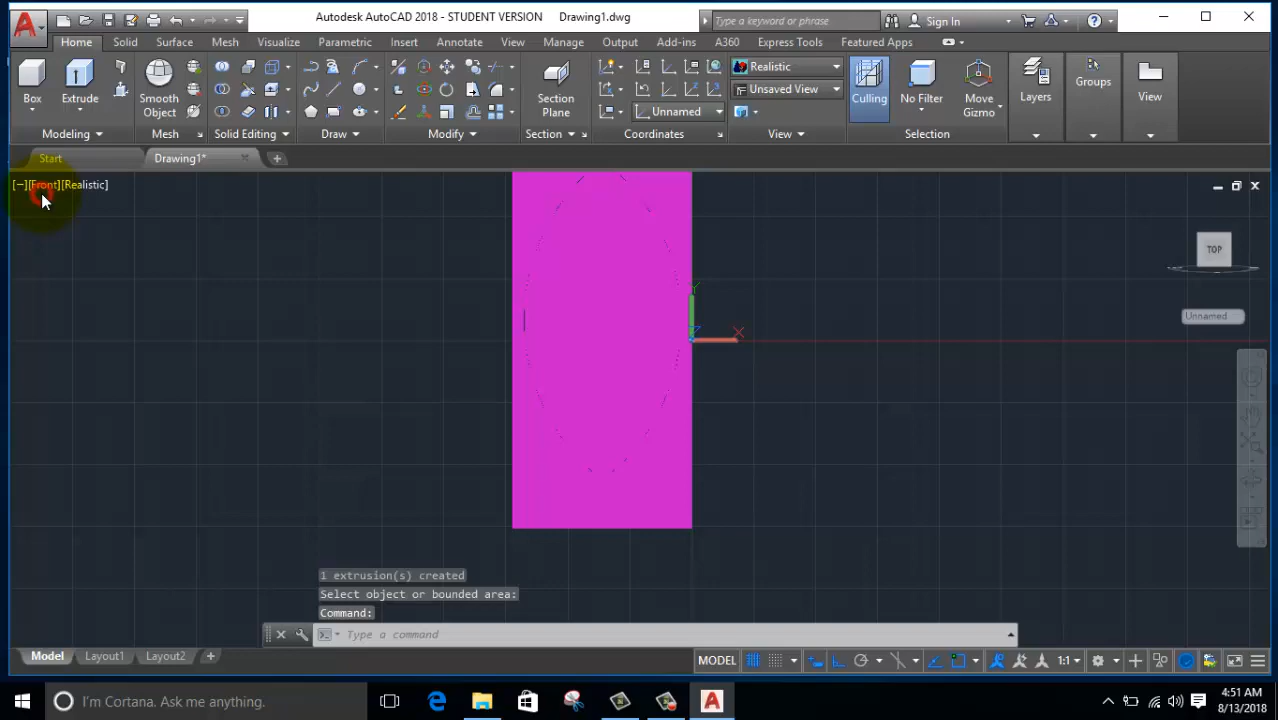 Autodesk AutoCAD 2018 - STUDENT VERSION Drawing1.dwg
Type a keyword or phrase
Sign In
Home Solid Surface Mesh Visualize Parametric Insert Annotate View Manage Output Add-ins A360 Express Tools Featured Apps
Realistic
Unsaved View
Unnamed
Box
Extrude
Smooth
Object
Section
Plane
Culling
No Filter
Move
Gizmo
Layers
Groups
View
Modeling
Mesh
Solid Editing
Draw
Modify
Section
Coordinates
View
Selection
Start
Drawing1*
[−][Front][Realistic]
TOP
Unnamed
Y
X
1 extrusion(s) created
Select object or bounded area:
Command:
Type a command
Model
Layout1
Layout2
MODEL
1:1
I'm Cortana. Ask me anything.
4:51 AM
8/13/2018